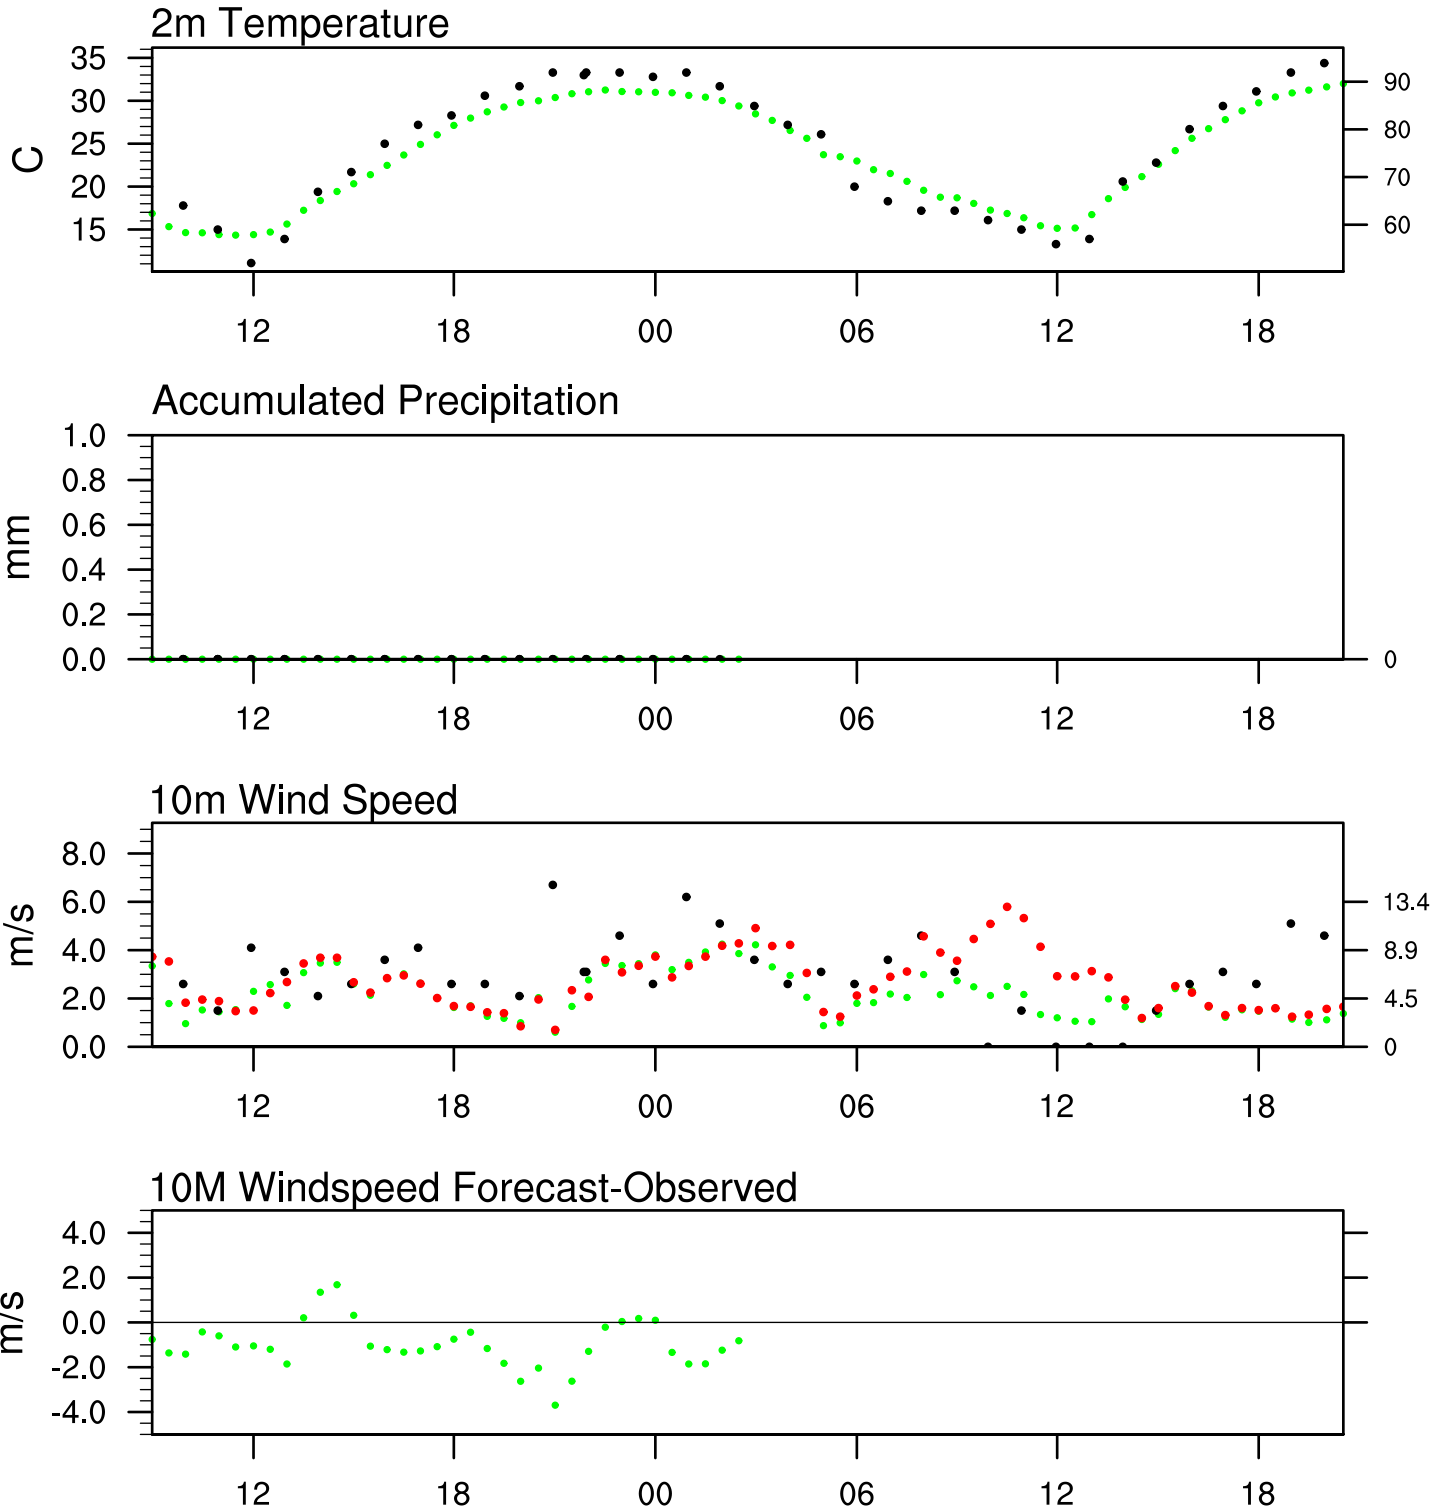 2m Temperature
35
30
25
20
15
C
90
80
70
60
12 18 00 06 12 18
Accumulated Precipitation
1.0
0.8
0.6
0.4
0.2
0.0
mm
0
12 18 00 06 12 18
10m Wind Speed
8.0
6.0
4.0
2.0
0.0
m/s
13.4
8.9
4.5
0
12 18 00 06 12 18
10M Windspeed Forecast-Observed
4.0
2.0
0.0
-2.0
-4.0
m/s
12 18 00 06 12 18